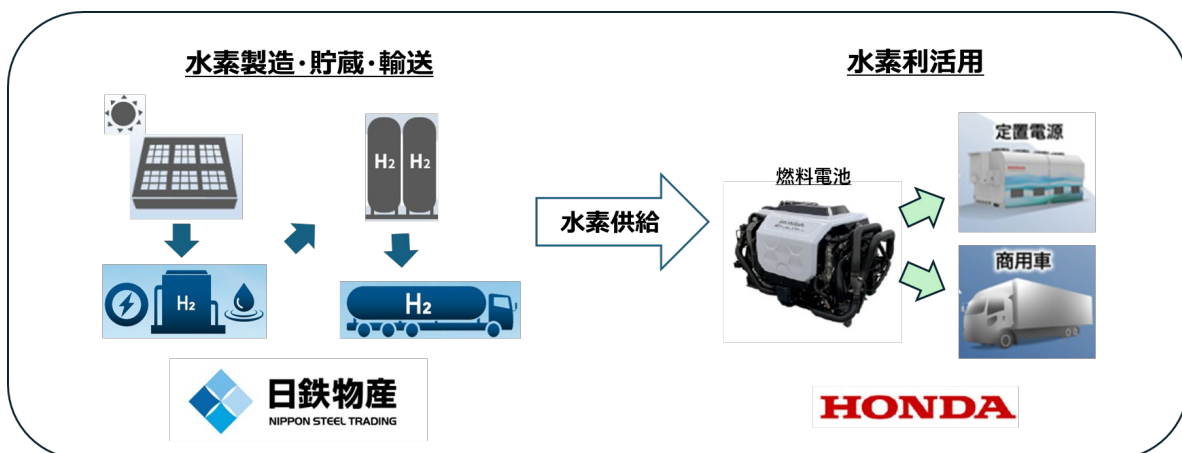 水素製造・貯蔵・輸送
水素利活用
H₂ H₂
H₂
H₂
日鉄物産
NIPPON STEEL TRADING
水素供給
燃料電池
HONDA
定置電源
HONDA
商用車
HONDA